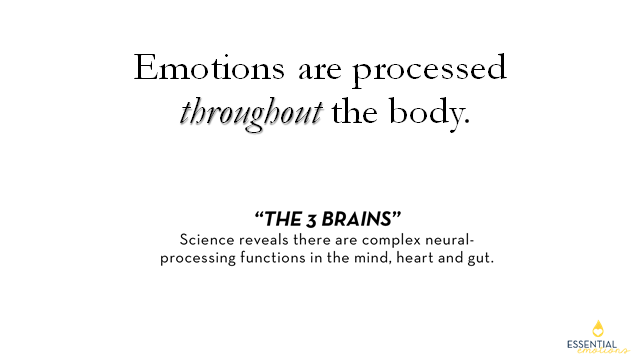 Emotions are processed
throughout the body.
“THE 3 BRAINS”
Science reveals there are complex neural-
processing functions in the mind, heart and gut.
ESSENTIAL
emotions